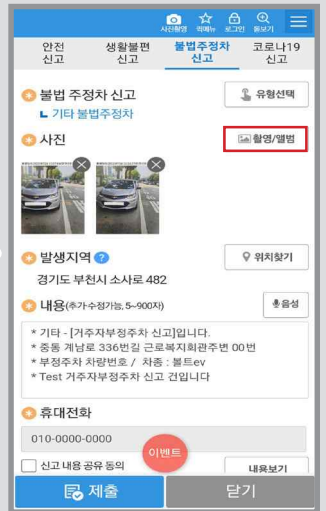 사진촬영 퀵메뉴 로그인 돋보기
안전
신고
생활불편
신고
불법주정차
신고
코로나19
신고
불법 주정차 신고
유형선택
ㄴ 기타 불법주정차
사진
촬영/앨범
발생지역 ?
위치찾기
경기도 부천시 소사로 482
내용(추가·수정가능, 5~900자)
음성
* 기타 - [거주자부정주차 신고]입니다.
* 중동 계남로 336번길 근로복지회관주변 00번
* 부정주차 차량번호 / 차종 : 볼트ev
* Test 거주자부정주차 신고 건입니다
휴대전화
010-0000-0000
이벤트
신고 내용 공유 동의
내용보기
제출
닫기